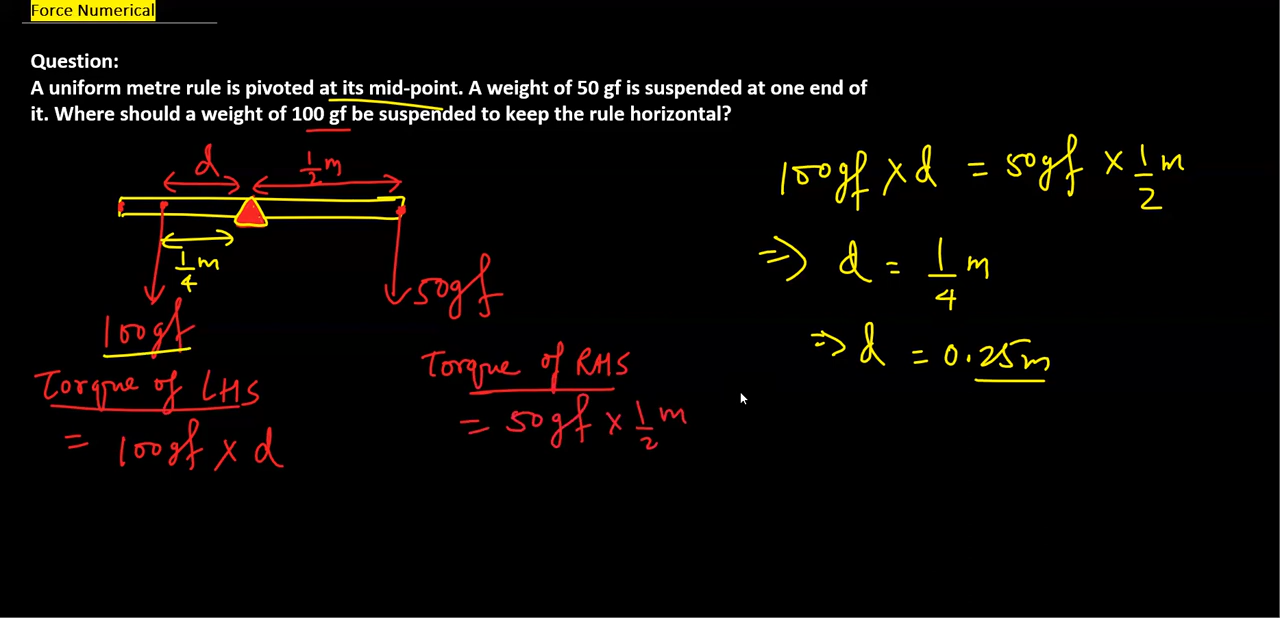 Force Numerical
Question:
A uniform metre rule is pivoted at its mid-point. A weight of 50 gf is suspended at one end of
it. Where should a weight of 100 gf be suspended to keep the rule horizontal?
d
1/2 m
1/4 m
100gf
50gf
Torque of LHS
= 100gf × d
Torque of RHS
= 50gf × 1/2 m
100gf × d = 50gf × 1/2 m
⇒ d = 1/4 m
⇒ d = 0.25m